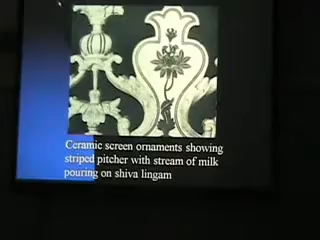 Ceramic screen ornaments showing
striped pitcher with stream of milk
pouring on shiva lingam